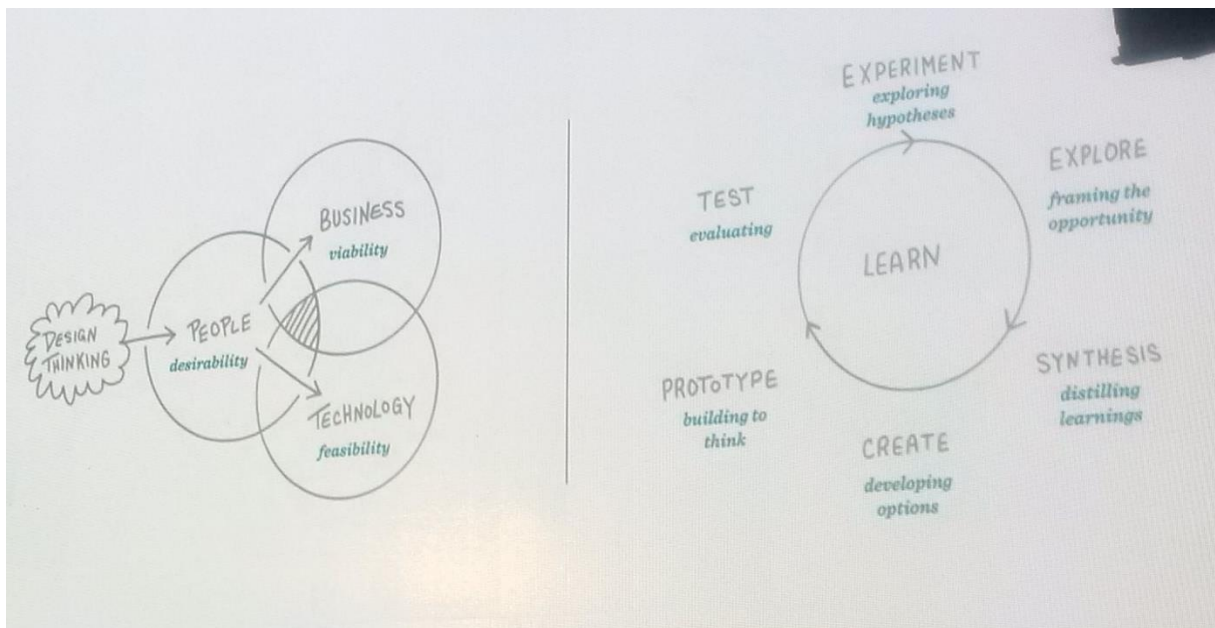 DESIGN
THINKING
PEOPLE
desirability
BUSINESS
viability
TECHNOLOGY
feasibility
EXPERIMENT
exploring
hypotheses
EXPLORE
framing the
opportunity
SYNTHESIS
distilling
learnings
CREATE
developing
options
PROTOTYPE
building to
think
TEST
evaluating
LEARN